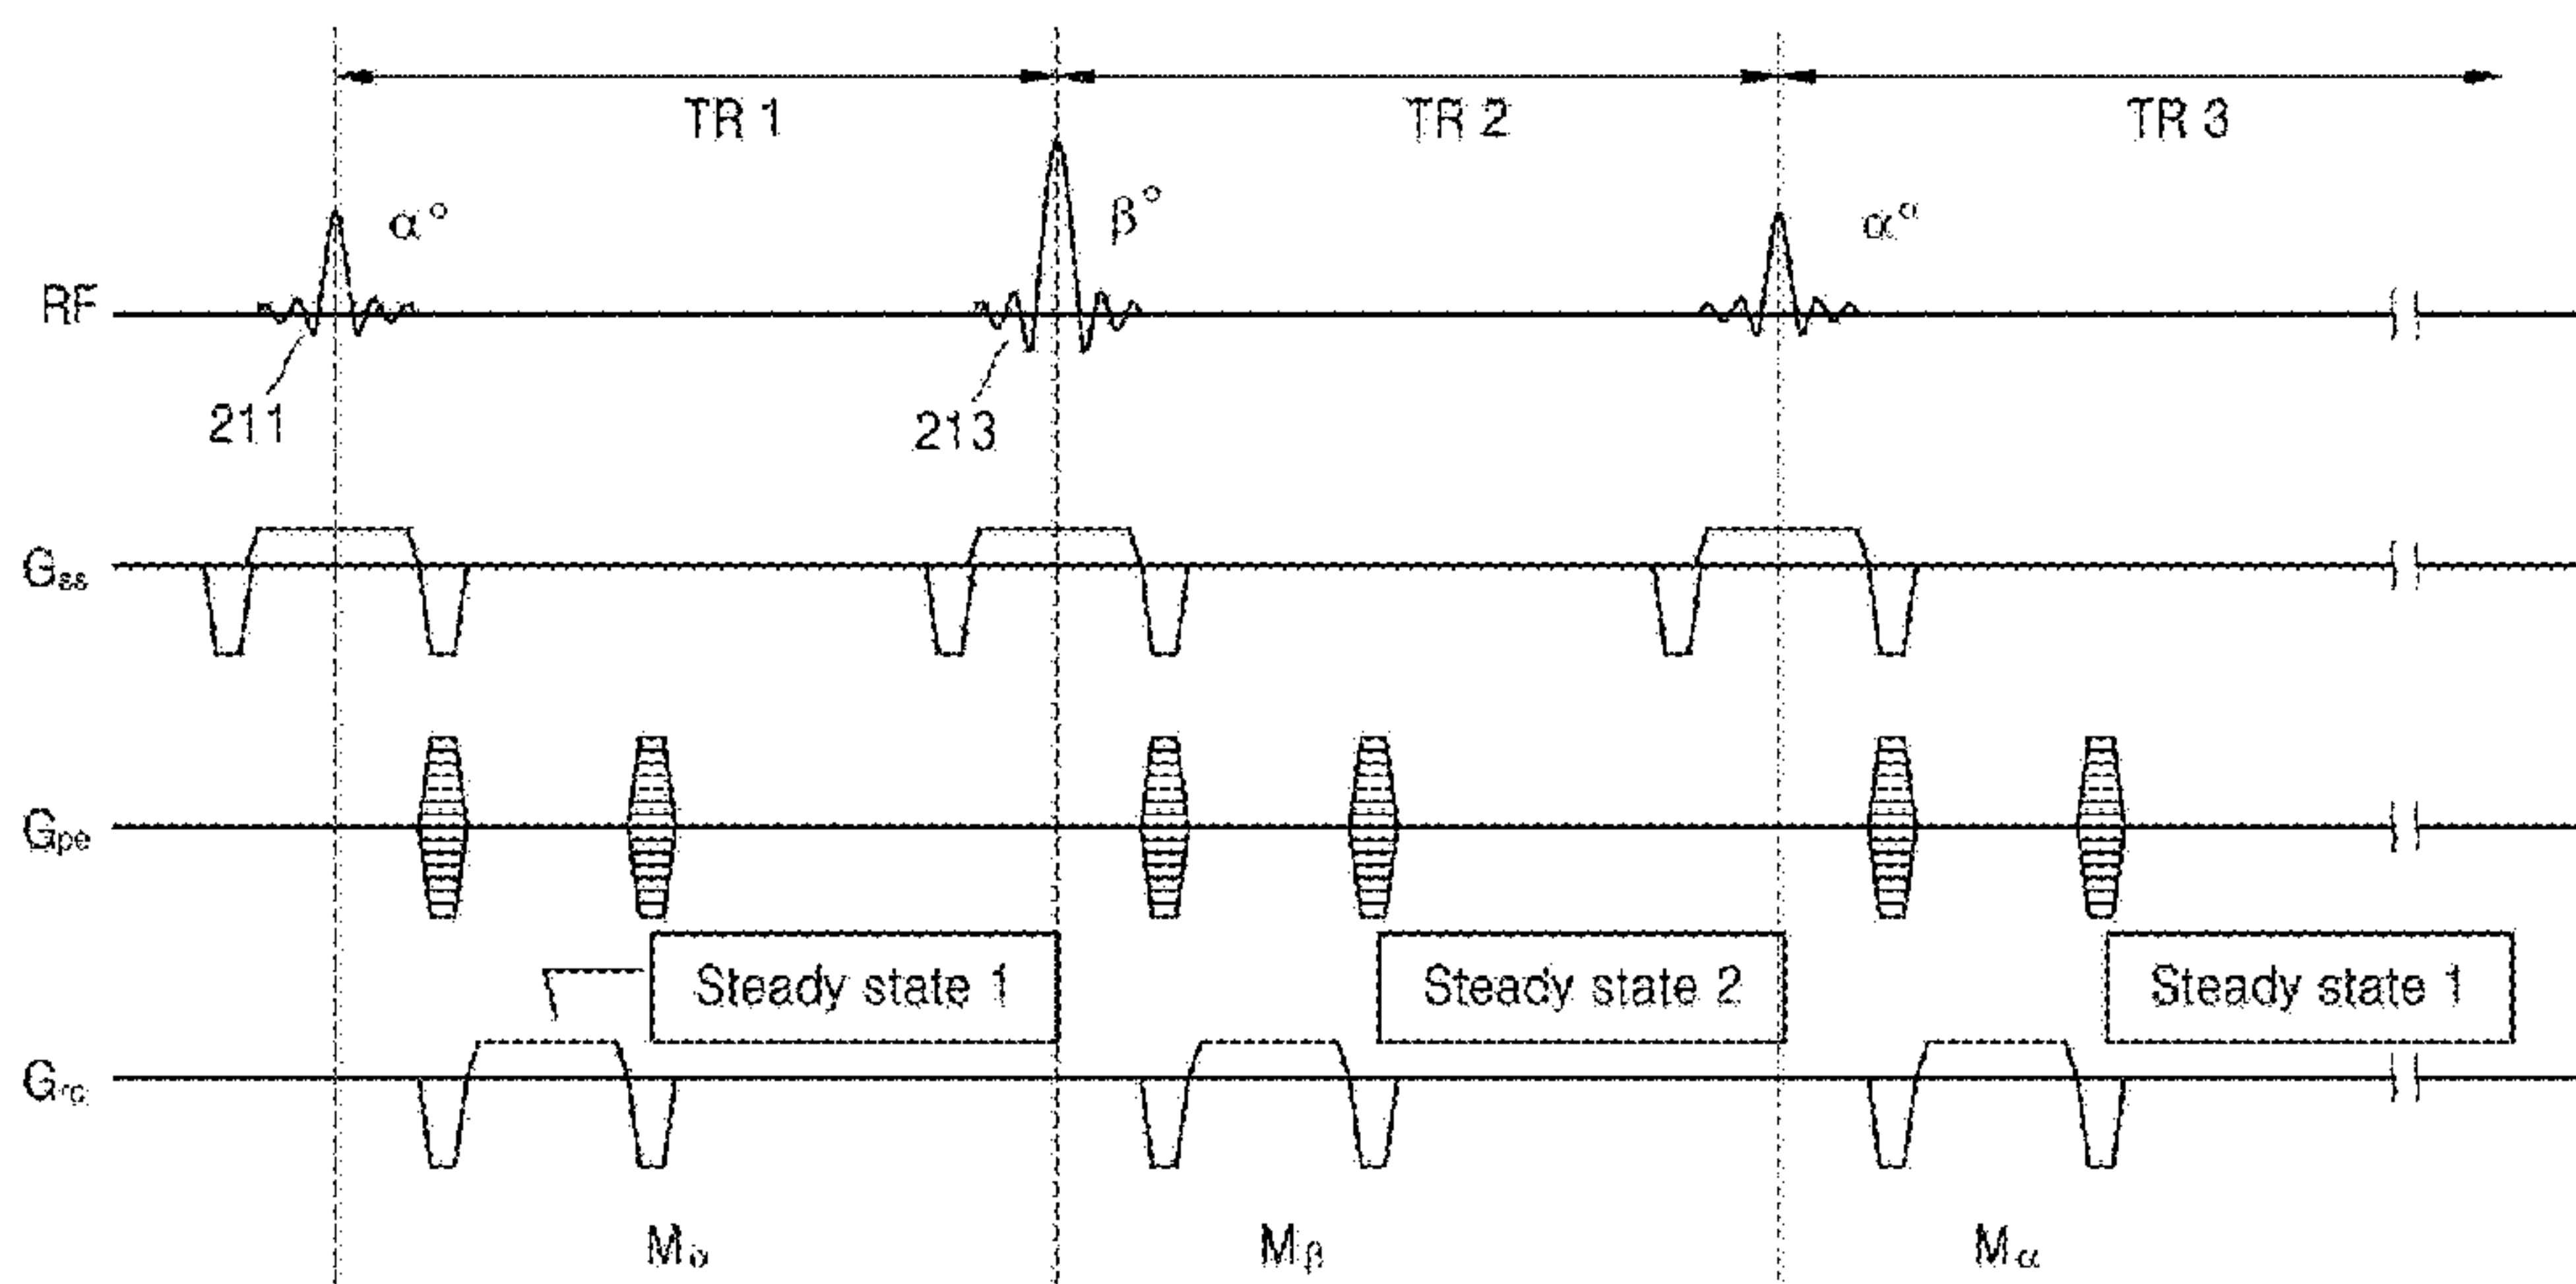 TR 1 TR 2 TR 3
α° β° α°
RF
211 213
Gss
Gpe
Steady state 1 Steady state 2 Steady state 1
Gro
Mα Mβ Mα